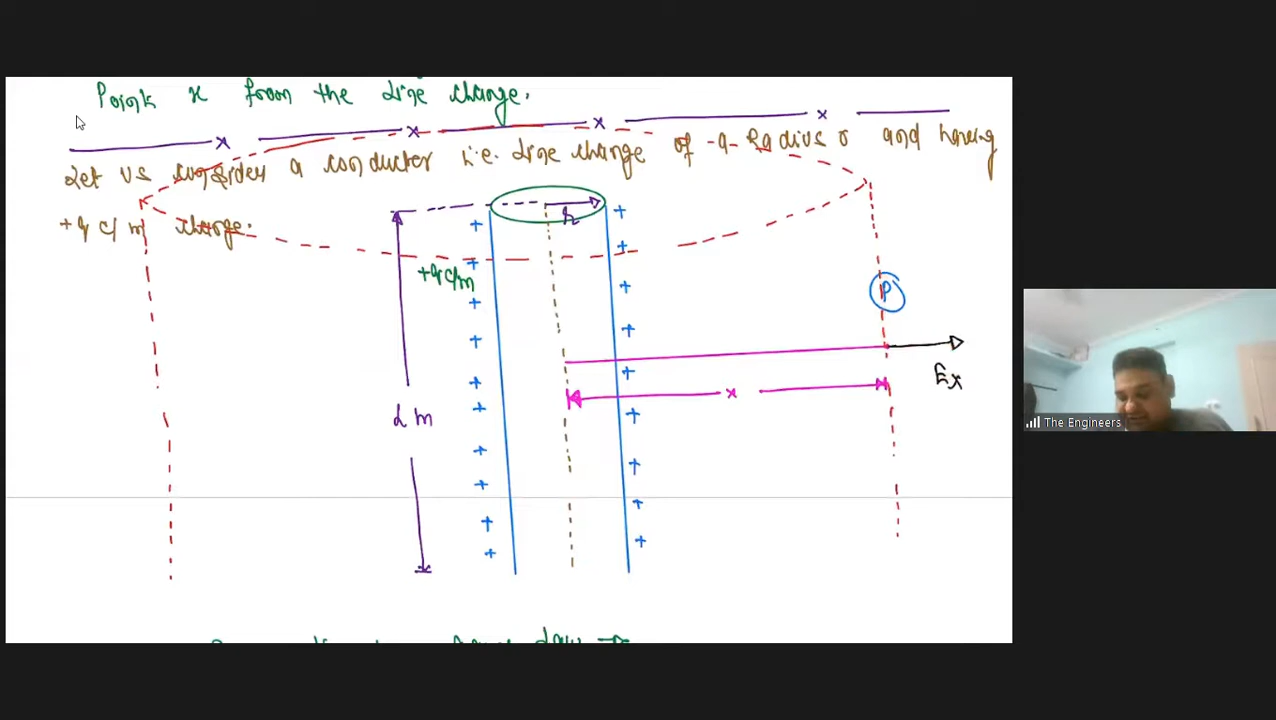 Point x from the Line charge.
Let us consider a conductor i.e. Line charge of -a- Radius r and having
+q c/m charge.
r
+q c/m
P
Ex
x
L m
The Engineers